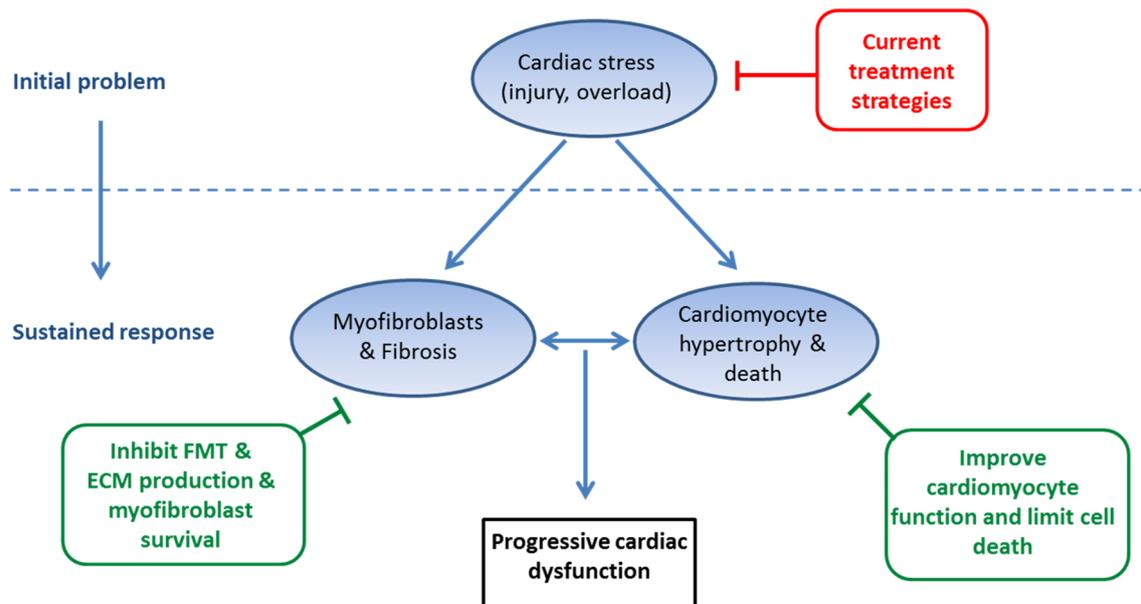 Initial problem
Cardiac stress
(injury, overload)
Current
treatment
strategies
Sustained response
Myofibroblasts
& Fibrosis
Cardiomyocyte
hypertrophy &
death
Inhibit FMT &
ECM production &
myofibroblast
survival
Progressive cardiac
dysfunction
Improve
cardiomyocyte
function and limit cell
death